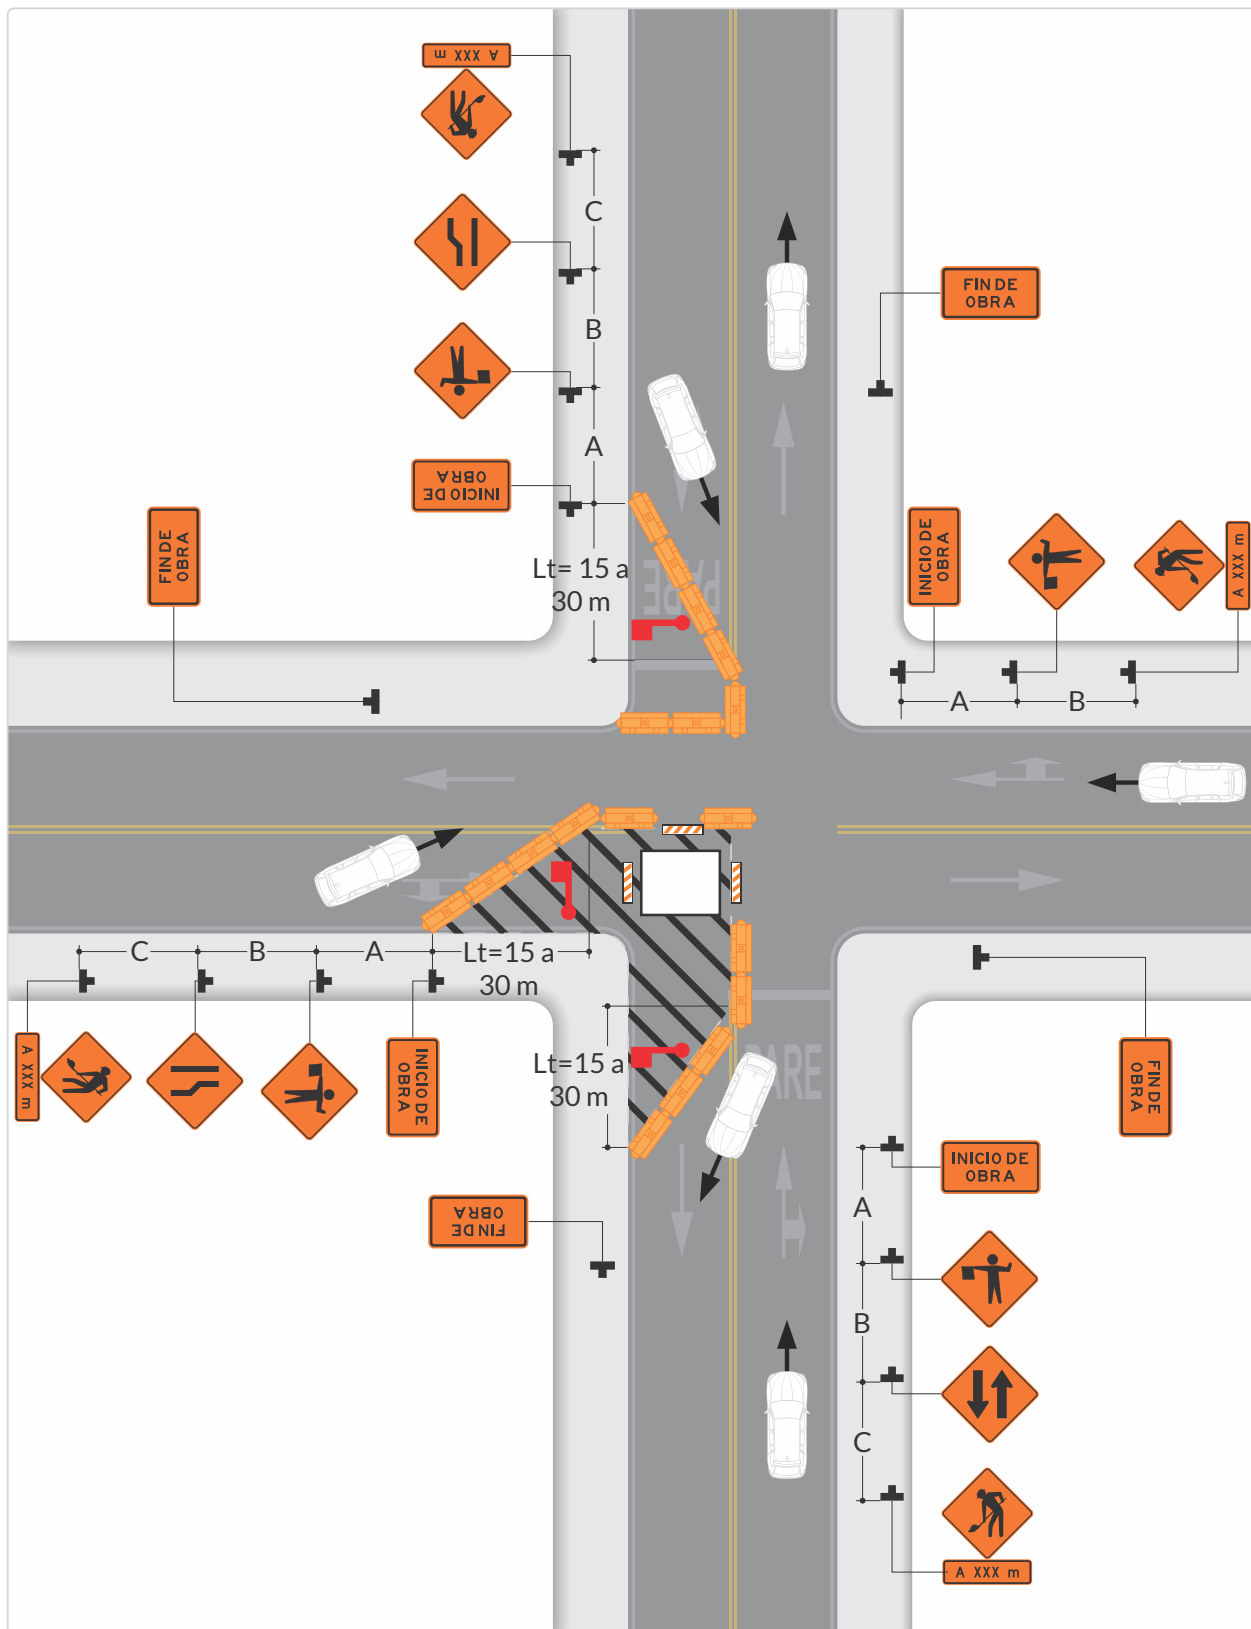 A XXX m
C
B
A
INICIO DE
OBRA
Lt= 15 a
30 m
PARE
FIN DE
OBRA
FIN DE
OBRA
INICIO DE
OBRA
A XXX m
A
B
C
B
A
Lt=15 a
30 m
A XXX m
INICIO DE
OBRA
Lt=15 a
30 m
PARE
FIN DE
OBRA
FIN DE
OBRA
INICIO DE
OBRA
A
B
C
A XXX m